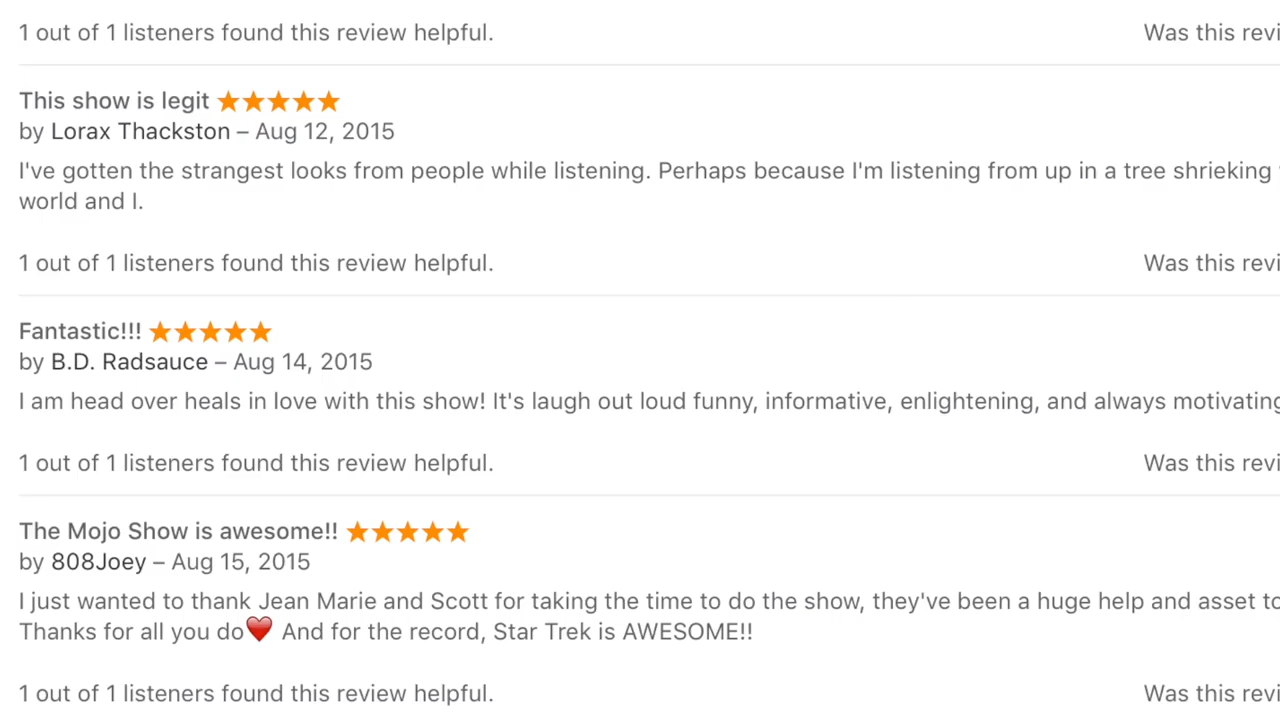 1 out of 1 listeners found this review helpful. Was this
This show is legit ★★★★★
by Lorax Thackston – Aug 12, 2015
I've gotten the strangest looks from people while listening. Perhaps because I'm listening from up in a tree shrieking
world and I.
1 out of 1 listeners found this review helpful. Was this
Fantastic!!! ★★★★★
by B.D. Radsauce – Aug 14, 2015
I am head over heals in love with this show! It's laugh out loud funny, informative, enlightening, and always motivating
1 out of 1 listeners found this review helpful. Was this
The Mojo Show is awesome!! ★★★★★
by 808Joey – Aug 15, 2015
I just wanted to thank Jean Marie and Scott for taking the time to do the show, they've been a huge help and asset to
Thanks for all you do❤️ And for the record, Star Trek is AWESOME!!
1 out of 1 listeners found this review helpful. Was this